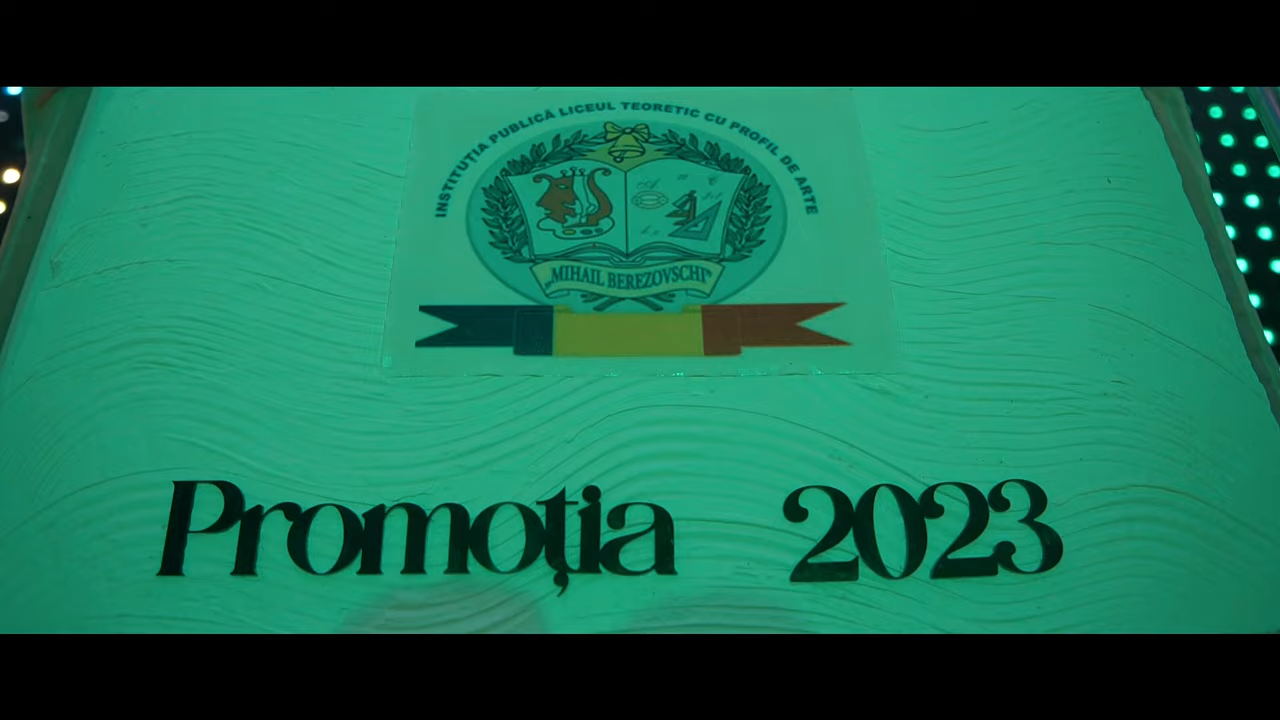 INSTITUȚIA PUBLICĂ LICEUL TEORETIC CU PROFIL DE ARTE
„MIHAIL BEREZOVSCHI”
Promoția 2023